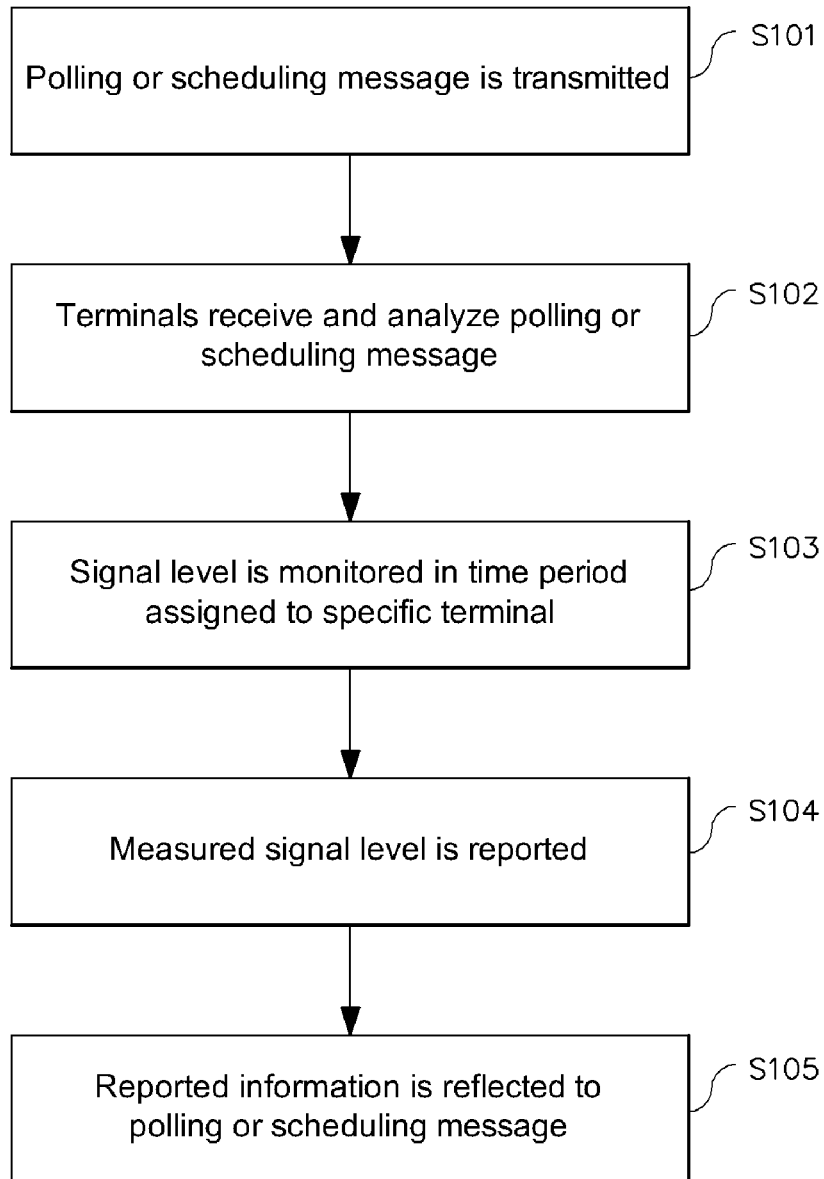 S101
Polling or scheduling message is transmitted
S102
Terminals receive and analyze polling or
scheduling message
S103
Signal level is monitored in time period
assigned to specific terminal
S104
Measured signal level is reported
S105
Reported information is reflected to
polling or scheduling message